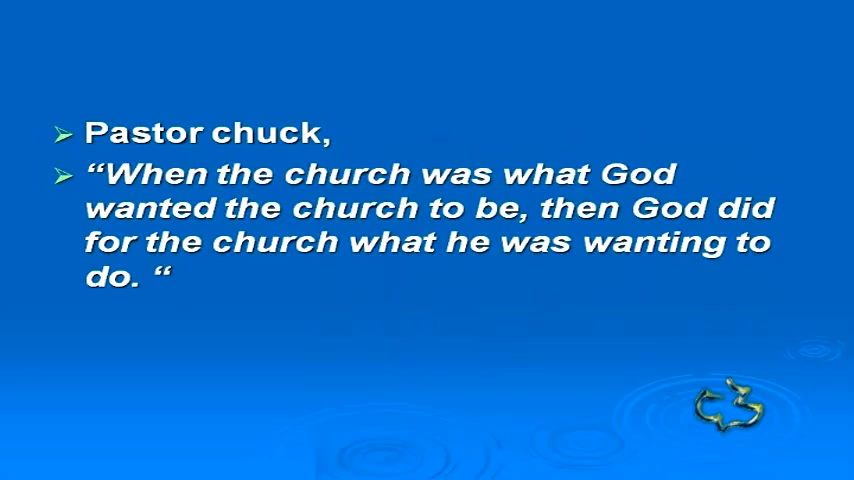 Pastor chuck,
“When the church was what God
wanted the church to be, then God did
for the church what he was wanting to
do. “